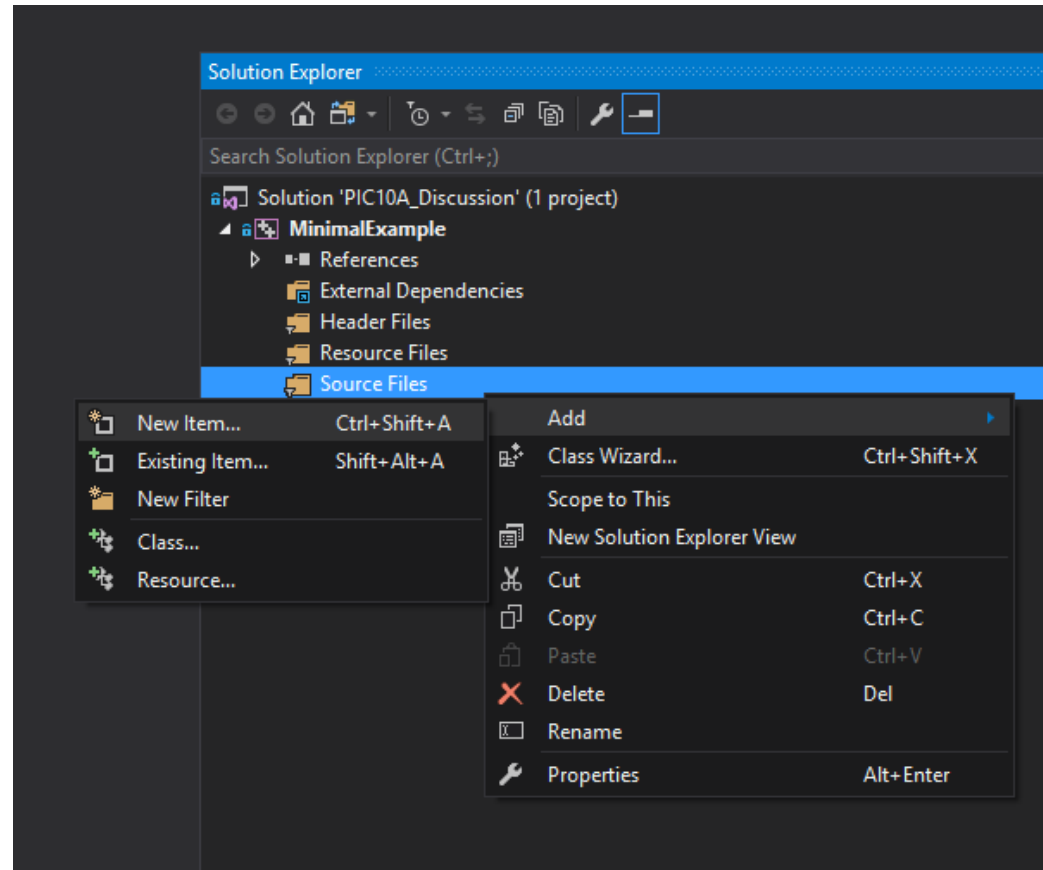 Solution Explorer
Search Solution Explorer (Ctrl+;)
Solution 'PIC10A_Discussion' (1 project)
MinimalExample
References
External Dependencies
Header Files
Resource Files
Source Files
New Item... Ctrl+Shift+A
Existing Item... Shift+Alt+A
New Filter
Class...
Resource...
Add
Class Wizard... Ctrl+Shift+X
Scope to This
New Solution Explorer View
Cut Ctrl+X
Copy Ctrl+C
Paste Ctrl+V
Delete Del
Rename
Properties Alt+Enter